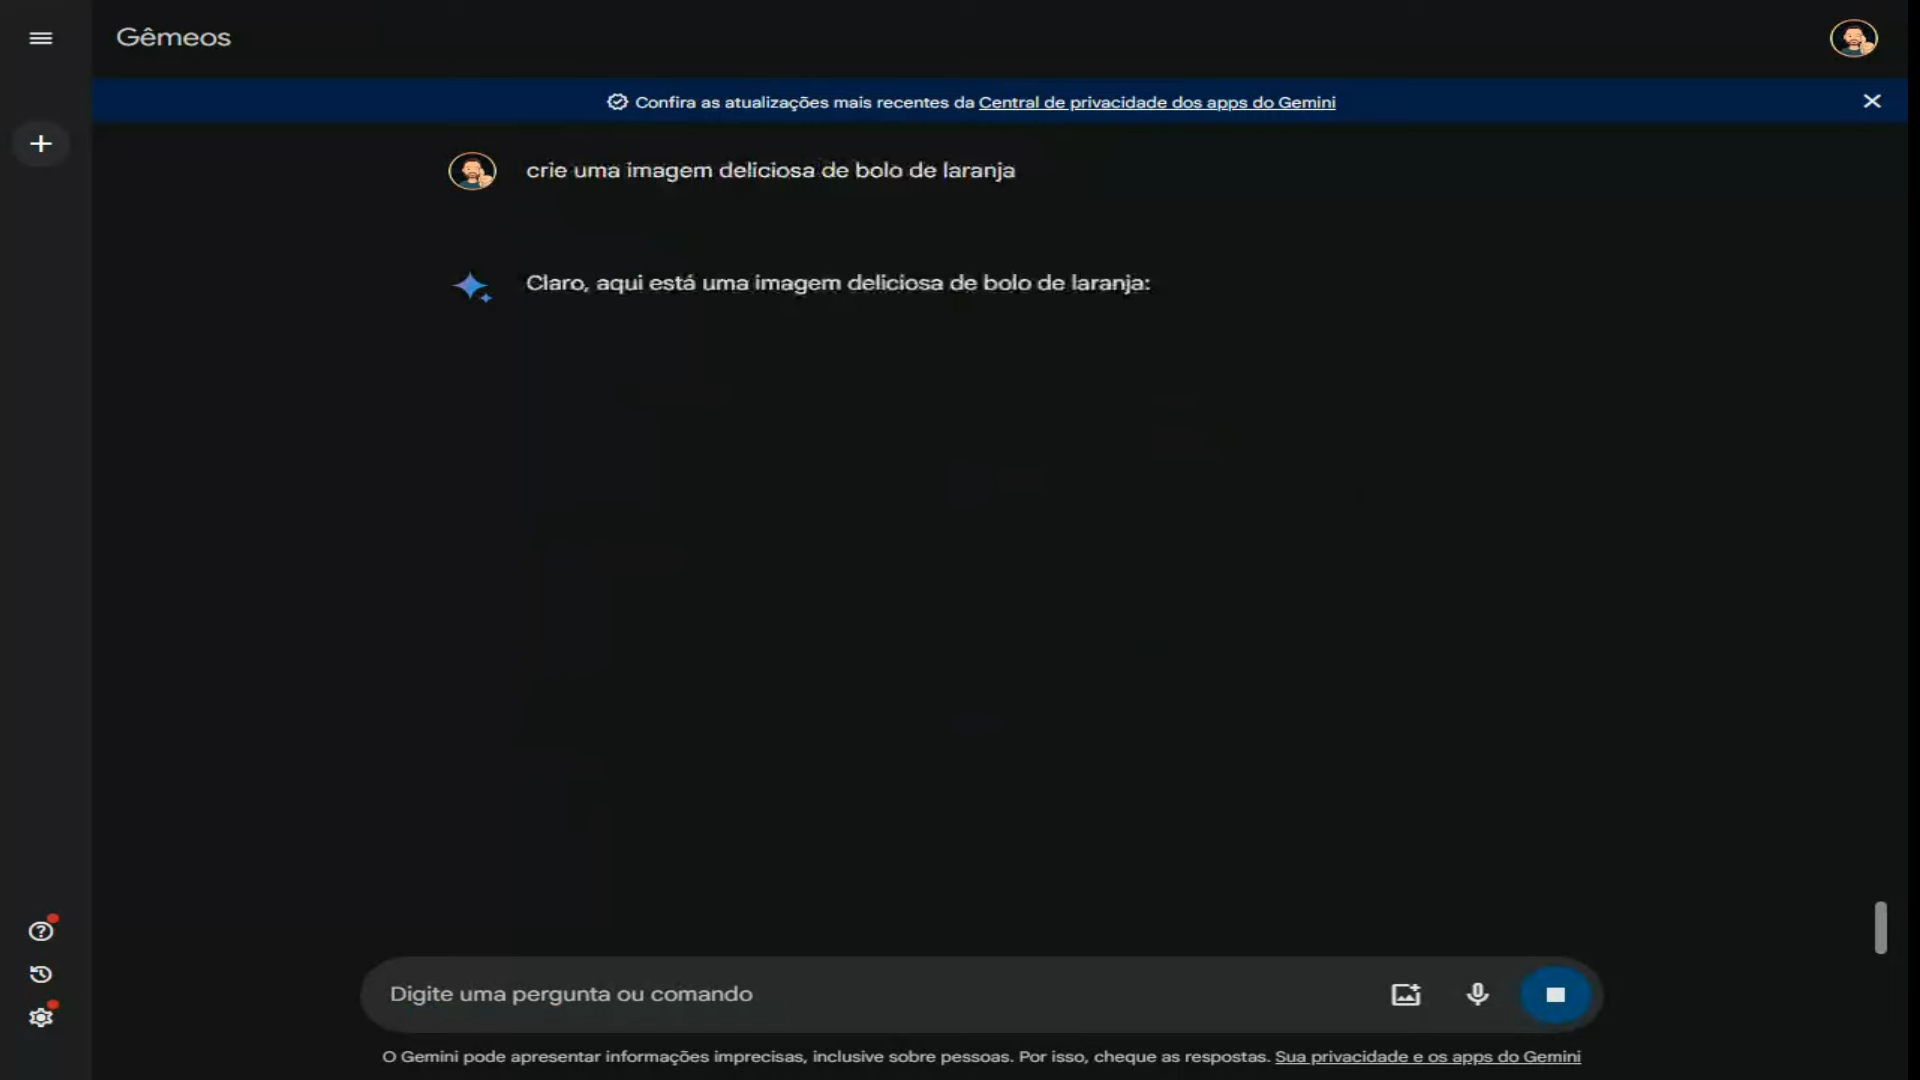 Gêmeos
Confira as atualizações mais recentes da Central de privacidade dos apps do Gemini
crie uma imagem deliciosa de bolo de laranja
Claro, aqui está uma imagem deliciosa de bolo de laranja:
Digite uma pergunta ou comando
O Gemini pode apresentar informações imprecisas, inclusive sobre pessoas. Por isso, cheque as respostas. Sua privacidade e os apps do Gemini